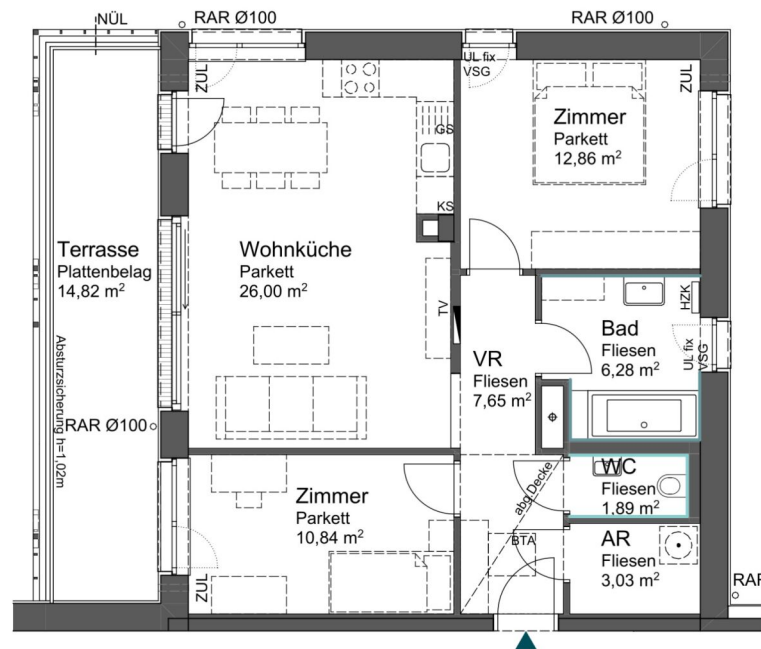 NÜL
RAR Ø100
RAR Ø100
ZUL
UL fix
VSG
ZUL
GS
KS
Zimmer
Parkett
12,86 m²
Terrasse
Plattenbelag
14,82 m²
Wohnküche
Parkett
26,00 m²
TV
HZK
Bad
Fliesen
6,28 m²
UL fix
VSG
VR
Fliesen
7,65 m²
Absturzsicherung h=1,02m
RAR Ø100
Zimmer
Parkett
10,84 m²
abg.Decke
WC
Fliesen
1,89 m²
BTA
AR
Fliesen
3,03 m²
ZUL
RAR